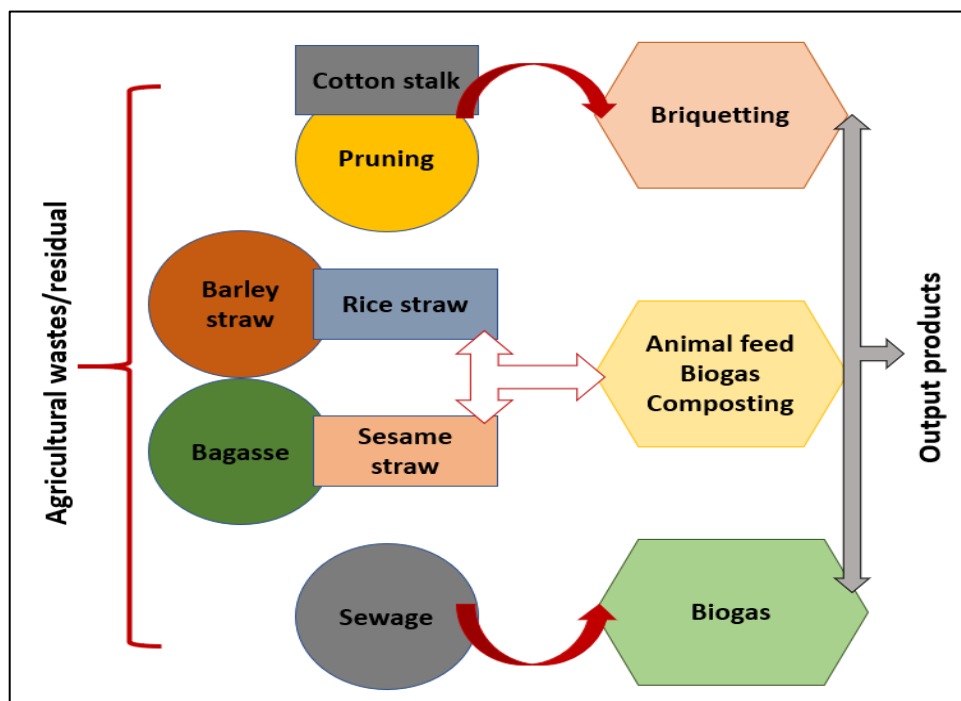 Agricultural wastes/residual
Cotton stalk
Pruning
Barley
straw
Rice straw
Bagasse
Sesame
straw
Sewage
Briquetting
Animal feed
Biogas
Composting
Biogas
Output products